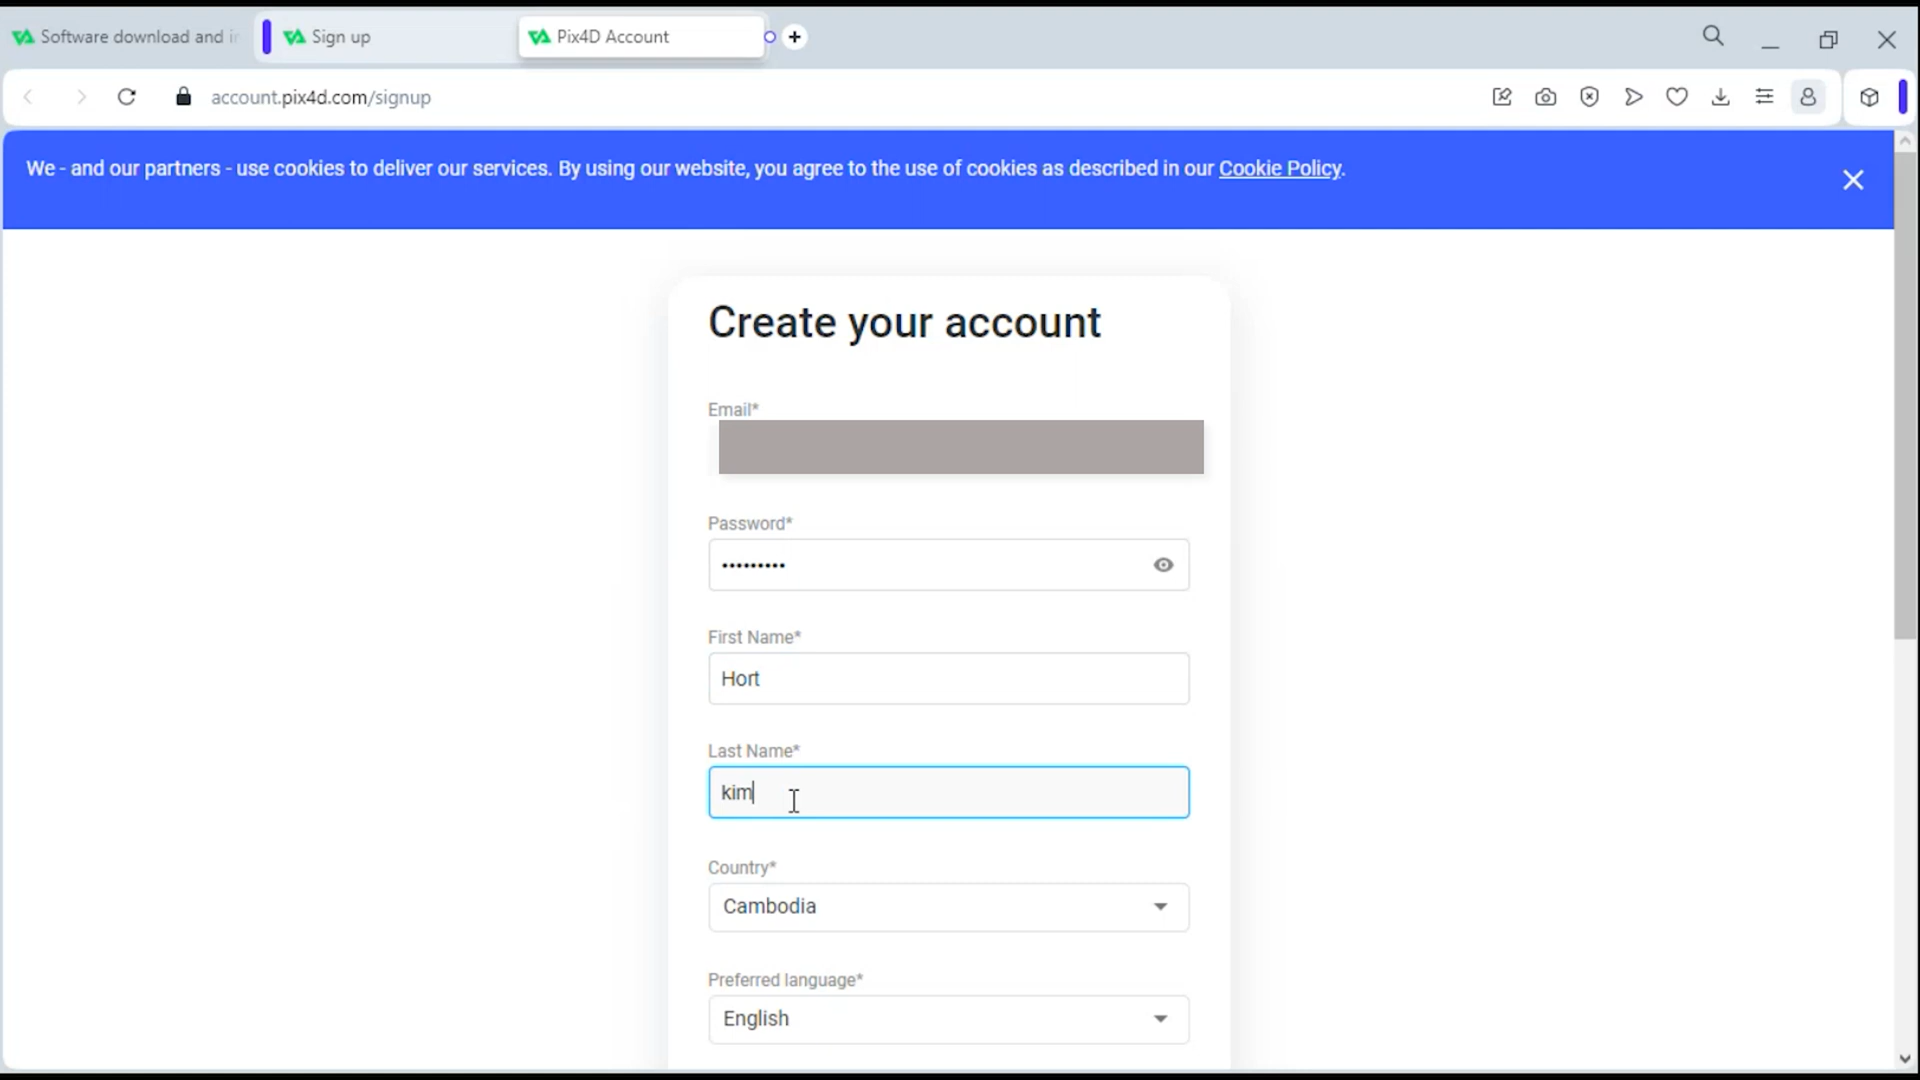 Software download and i
Sign up
Pix4D Account
account.pix4d.com/signup
We - and our partners - use cookies to deliver our services. By using our website, you agree to the use of cookies as described in our Cookie Policy.
Create your account
Email*
Password*
•••••••••
First Name*
Hort
Last Name*
kim
Country*
Cambodia
Preferred language*
English